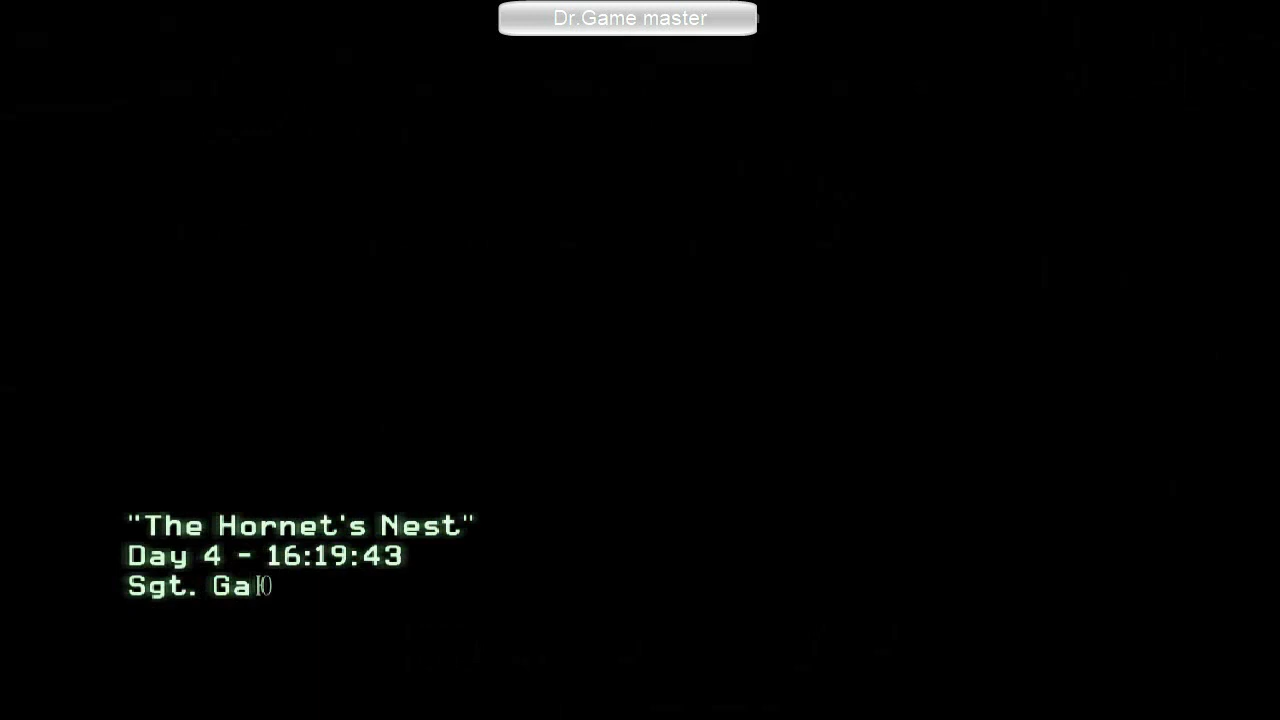 Dr.Game master
"The Hornet's Nest"
Day 4 - 16:19:43
Sgt. Ga